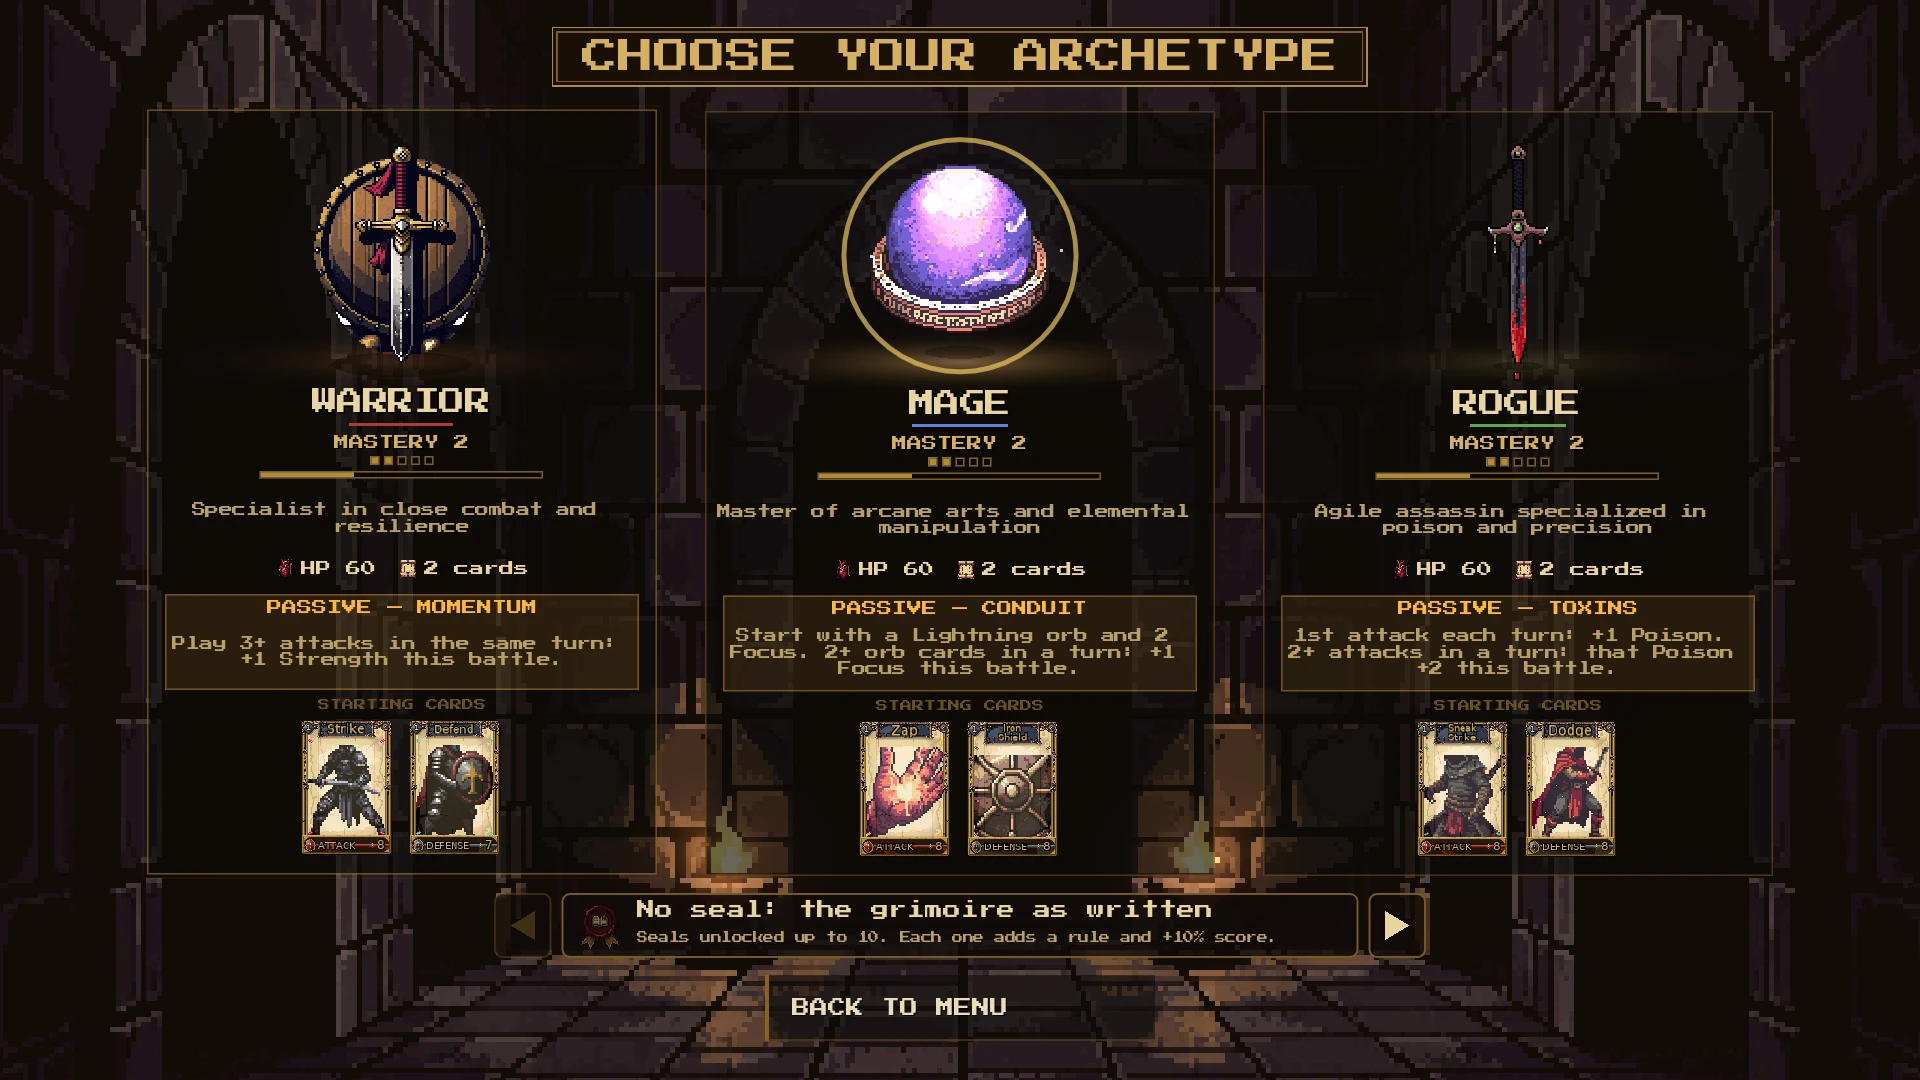 CHOOSE YOUR ARCHETYPE
WARRIOR
MASTERY 2
Specialist in close combat and
resilience
HP 60 2 cards
PASSIVE — MOMENTUM
Play 3+ attacks in the same turn:
+1 Strength this battle.
STARTING CARDS
Strike
ATTACK 8
Defend
DEFENSE 7
MAGE
MASTERY 2
Master of arcane arts and elemental
manipulation
HP 60 2 cards
PASSIVE — CONDUIT
Start with a Lightning orb and 2
Focus. 2+ orb cards in a turn: +1
Focus this battle.
STARTING CARDS
Zap
ATTACK 8
Iron
Shield
DEFENSE 8
ROGUE
MASTERY 2
Agile assassin specialized in
poison and precision
HP 60 2 cards
PASSIVE — TOXINS
1st attack each turn: +1 Poison.
2+ attacks in a turn: that Poison
+2 this battle.
STARTING CARDS
Sneak
Strike
ATTACK 8
Dodge
DEFENSE 8
No seal: the grimoire as written
Seals unlocked up to 10. Each one adds a rule and +10% score.
BACK TO MENU